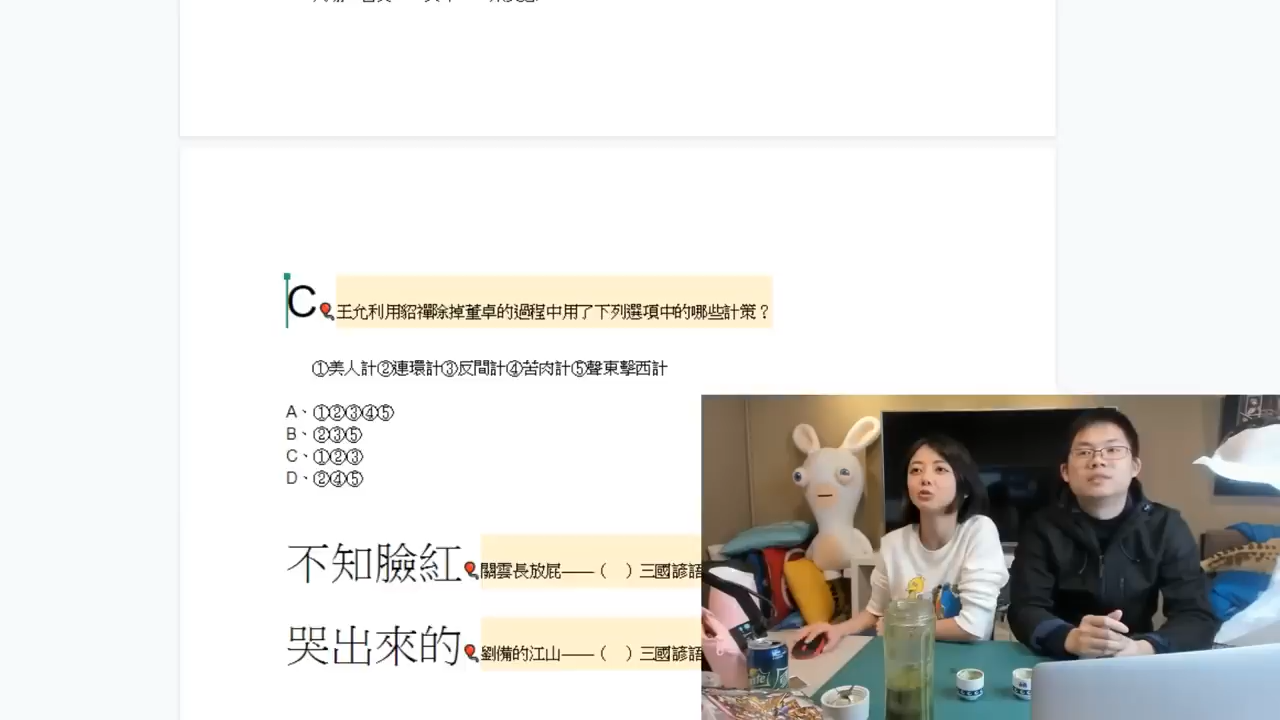 C 王允利用貂襌除掉董卓的過程中用了下列選項中的哪些計策？
①美人計②連環計③反間計④苦肉計⑤聲東擊西計
A、①②③④⑤
B、②③⑤
C、①②③
D、②④⑤
不知臉紅 關雲長放屁——（ ）三國諺語
哭出來的 劉備的江山——（ ）三國諺語